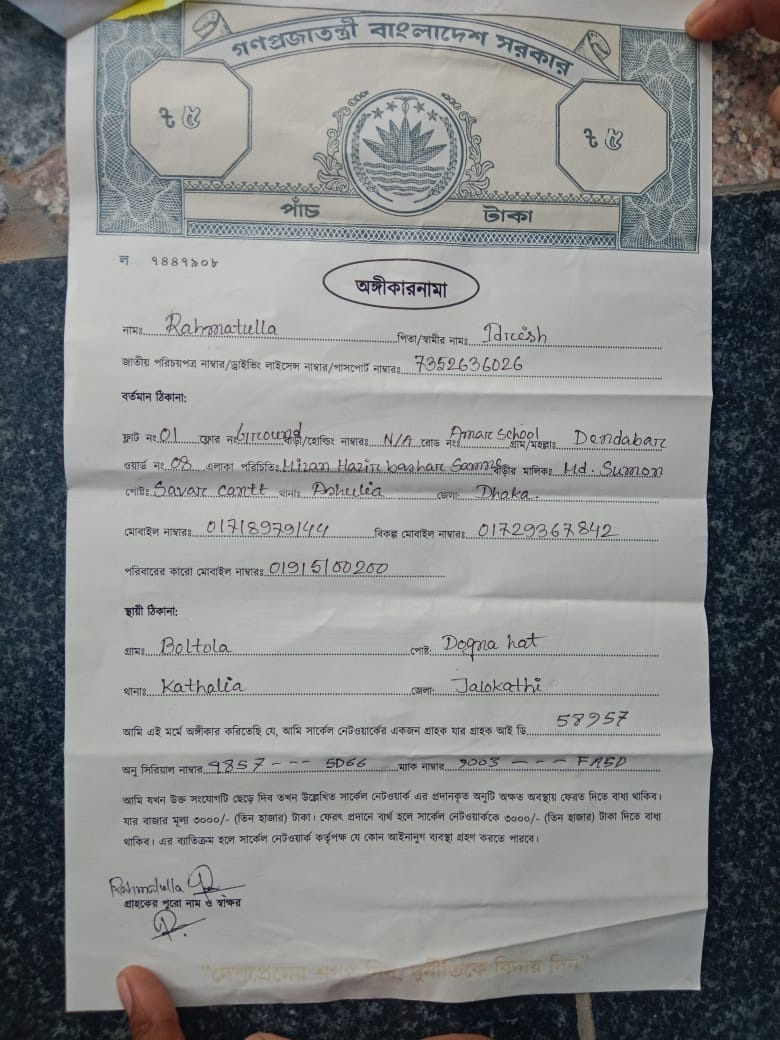 গণপ্রজাতন্ত্রী বাংলাদেশ সরকার
৳ ৫ ৳ ৫
পাঁচ টাকা
ল ৭৪৪৭৯০৮
অঙ্গীকারনামা
নামঃ Rahmatulla পিতা/স্বামীর নামঃ Idreesh
জাতীয় পরিচয়পত্র নাম্বার/ড্রাইভিং লাইসেন্স নাম্বার/পাসপোর্ট নাম্বারঃ 7352636026
বর্তমান ঠিকানা:
ফ্লাট নং 01 ফ্লোর নং Ground বাড়ী/হোল্ডিং নাম্বারঃ N/A রোড নং Amar School গ্রাম/মহল্লাঃ Dendabar
ওয়ার্ড নং 08 এলাকা পরিচিতিঃ Mizan Hazir bashar মালিকঃ Md. Sumon
পোষ্টঃ Savar cantt থানাঃ Ashulia জেলা: Dhaka.
মোবাইল নাম্বারঃ 01718979144 বিকল্প মোবাইল নাম্বারঃ 01729367842
পরিবারের কারো মোবাইল নাম্বারঃ 01915100200
স্থায়ী ঠিকানা:
গ্রামঃ Boltola পোষ্ট: Dogna hat
থানাঃ Kathalia জেলা: Jalokathi
আমি এই মর্মে অঙ্গীকার করিতেছি যে, আমি সার্কেল নেটওয়ার্কের একজন গ্রাহক যার গ্রাহক আই ডি 58957
অনু সিরিয়াল নাম্বার 4857 --- 5D66 ম্যাক নাম্বার 9003 --- FA5D
আমি যখন উক্ত সংযোগটি ছেড়ে দিব তখন উল্লেখিত সার্কেল নেটওয়ার্ক এর প্রদানকৃত অনুটি অক্ষত অবস্থায় ফেরত দিতে বাধ্য থাকিব।
যার বাজার মূল্য ৩০০০/- (তিন হাজার) টাকা। ফেরৎ প্রদানে ব্যর্থ হলে সার্কেল নেটওয়ার্ককে ৩০০০/- (তিন হাজার) টাকা দিতে বাধ্য
থাকিব। এর ব্যতিক্রম হলে সার্কেল নেটওয়ার্ক কর্তৃপক্ষ যে কোন আইনানুগ ব্যবস্থা গ্রহণ করতে পারবে।
Rahmatulla
গ্রাহকের পুরো নাম ও স্বাক্ষর
"দেশপ্রেমের শপথ নিন, দুর্নীতিকে বিদায় দিন"